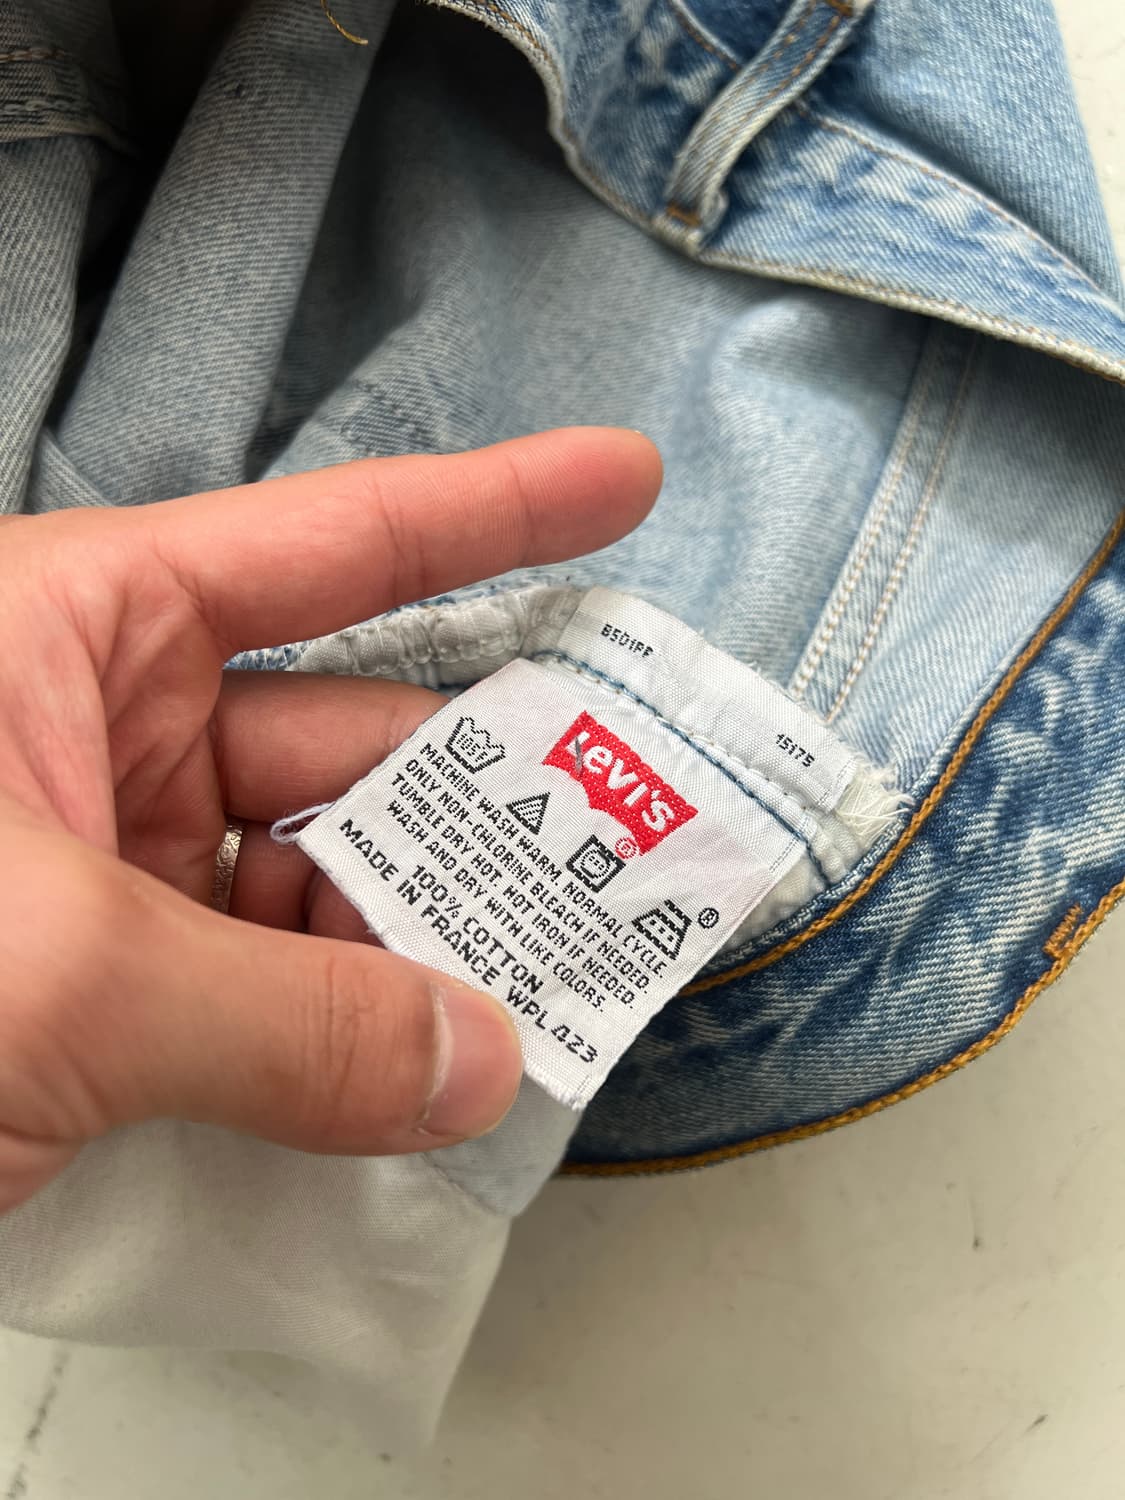 15175
Levi's®
105F
®
MACHINE WASH WARM, NORMAL CYCLE.
ONLY NON-CHLORINE BLEACH IF NEEDED.
TUMBLE DRY HOT. HOT IRON IF NEEDED.
WASH AND DRY WITH LIKE COLORS.
100% COTTON
MADE IN FRANCE WPL 423